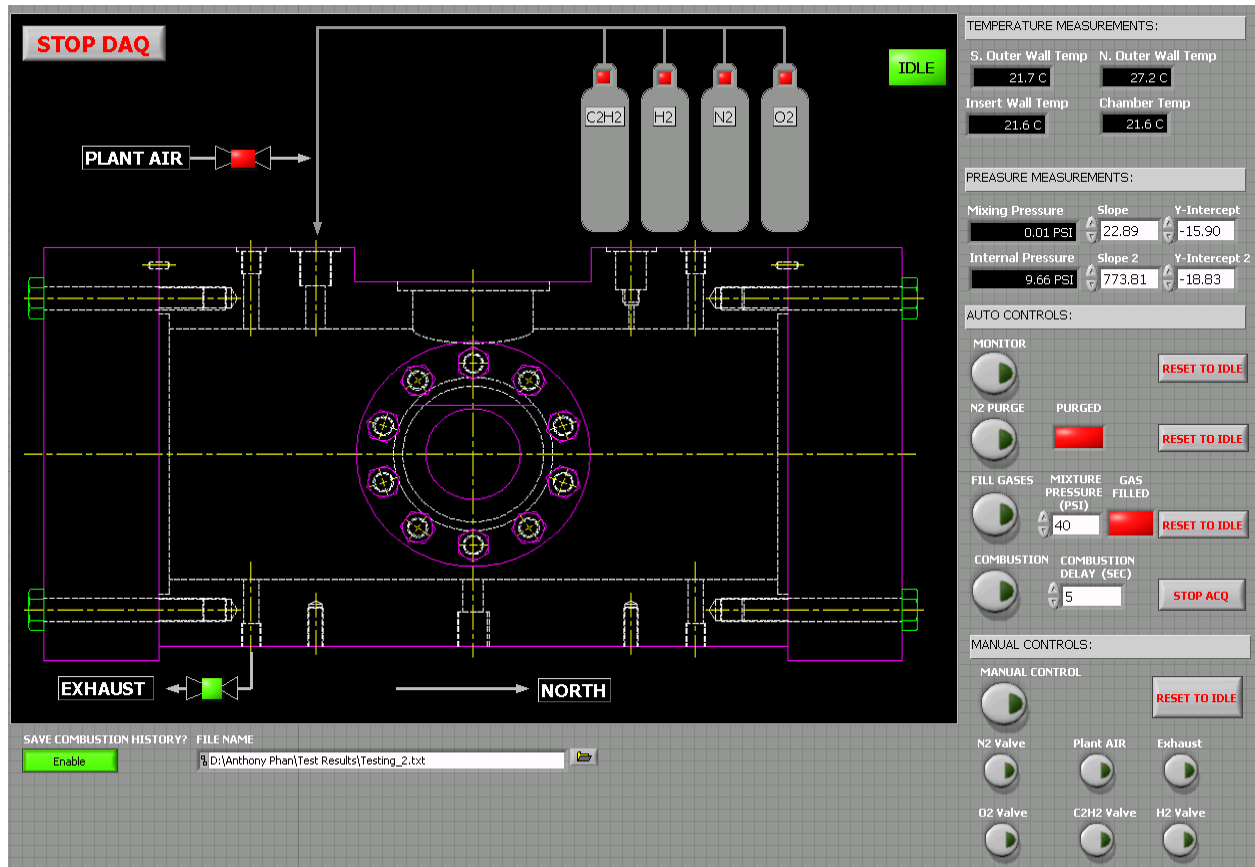 STOP DAQ
IDLE
C2H2 H2 N2 O2
PLANT AIR
EXHAUST
NORTH
SAVE COMBUSTION HISTORY? FILE NAME
Enable D:\Anthony Phan\Test Results\Testing_2.txt
TEMPERATURE MEASUREMENTS:
S. Outer Wall Temp N. Outer Wall Temp
21.7 C 27.2 C
Insert Wall Temp Chamber Temp
21.6 C 21.6 C
PREASURE MEASUREMENTS:
Mixing Pressure Slope Y-Intercept
0.01 PSI 22.89 -15.90
Internal Pressure Slope 2 Y-Intercept 2
9.66 PSI 773.81 -18.83
AUTO CONTROLS:
MONITOR
RESET TO IDLE
N2 PURGE PURGED
RESET TO IDLE
FILL GASES MIXTURE PRESSURE (PSI) GAS FILLED
40 RESET TO IDLE
COMBUSTION COMBUSTION DELAY (SEC)
5 STOP ACQ
MANUAL CONTROLS:
MANUAL CONTROL
RESET TO IDLE
N2 Valve Plant AIR Exhaust
O2 Valve C2H2 Valve H2 Valve